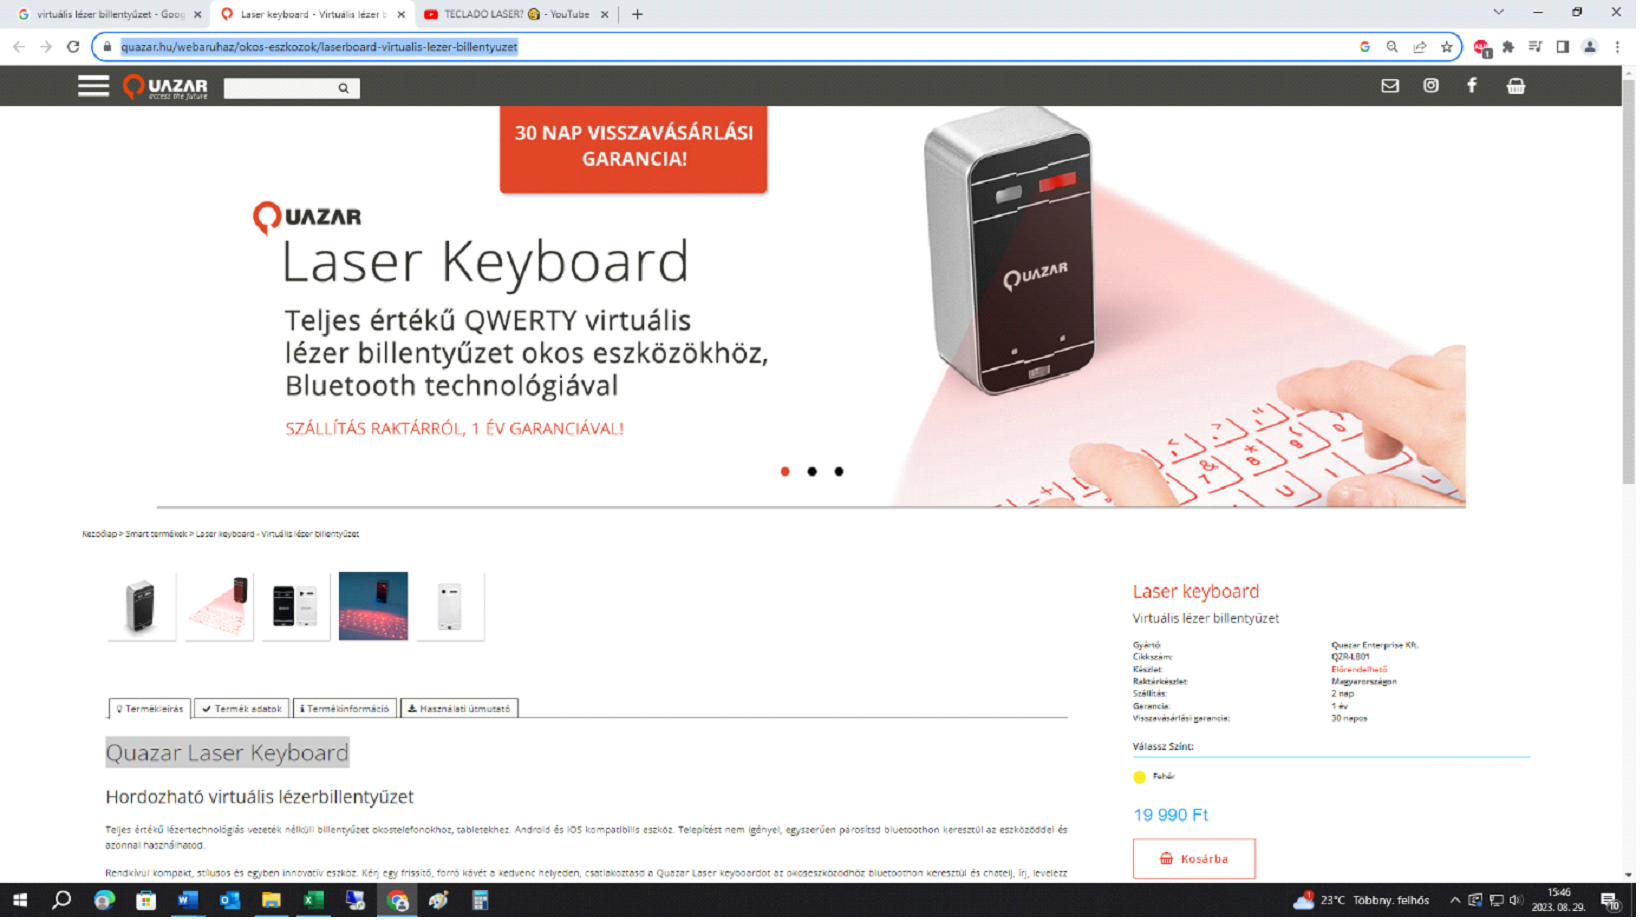 virtuális lézer billentyűzet - Goog
Laser keyboard - Virtuális lézer b
TECLADO LASER? 🤔 - YouTube
quazar.hu/webaruhaz/okos-eszkozok/laserboard-virtualis-lezer-billentyuzet
QUAZAR
access the future
30 NAP VISSZAVÁSÁRLÁSI
GARANCIA!
QUAZAR
Laser Keyboard
Teljes értékű QWERTY virtuális
lézer billentyűzet okos eszközökhöz,
Bluetooth technológiával
SZÁLLÍTÁS RAKTÁRRÓL, 1 ÉV GARANCIÁVAL!
QUAZAR
Kezdőlap > Smart termékek > Laser keyboard - Virtuális lézer billentyűzet
Laser keyboard
Virtuális lézer billentyűzet
Gyártó: Quazar Enterprise Kft.
Cikkszám: QZR-LB01
Készlet: Előrendelhető
Raktárkészlet: Magyarországon
Szállítás: 2 nap
Garancia: 1 év
Visszavásárlási garancia: 30 napos
Válassz Színt:
Fehér
19 990 Ft
Kosárba
Termékleírás Termék adatok Termékinformáció Használati útmutató
Quazar Laser Keyboard
Hordozható virtuális lézerbillentyűzet
Teljes értékű lézertechnológiás vezeték nélküli billentyűzet okostelefonokhoz, tabletekhez. Android és iOS kompatibilis eszköz. Telepítést nem igényel, egyszerűen párosítsd bluetoothon keresztül az eszközöddel és
azonnal használhatod.
Rendkívül kompakt, stílusos és egyben innovatív eszköz. Kérj egy frissítő, forró kávét a kedvenc helyeden, csatlakoztasd a Quazar Laser keyboardot az okoseszközödhöz bluetoothon keresztül és chatelj, írj, levelezz
23°C Többny. felhős
15:46
2023. 08. 29.
10